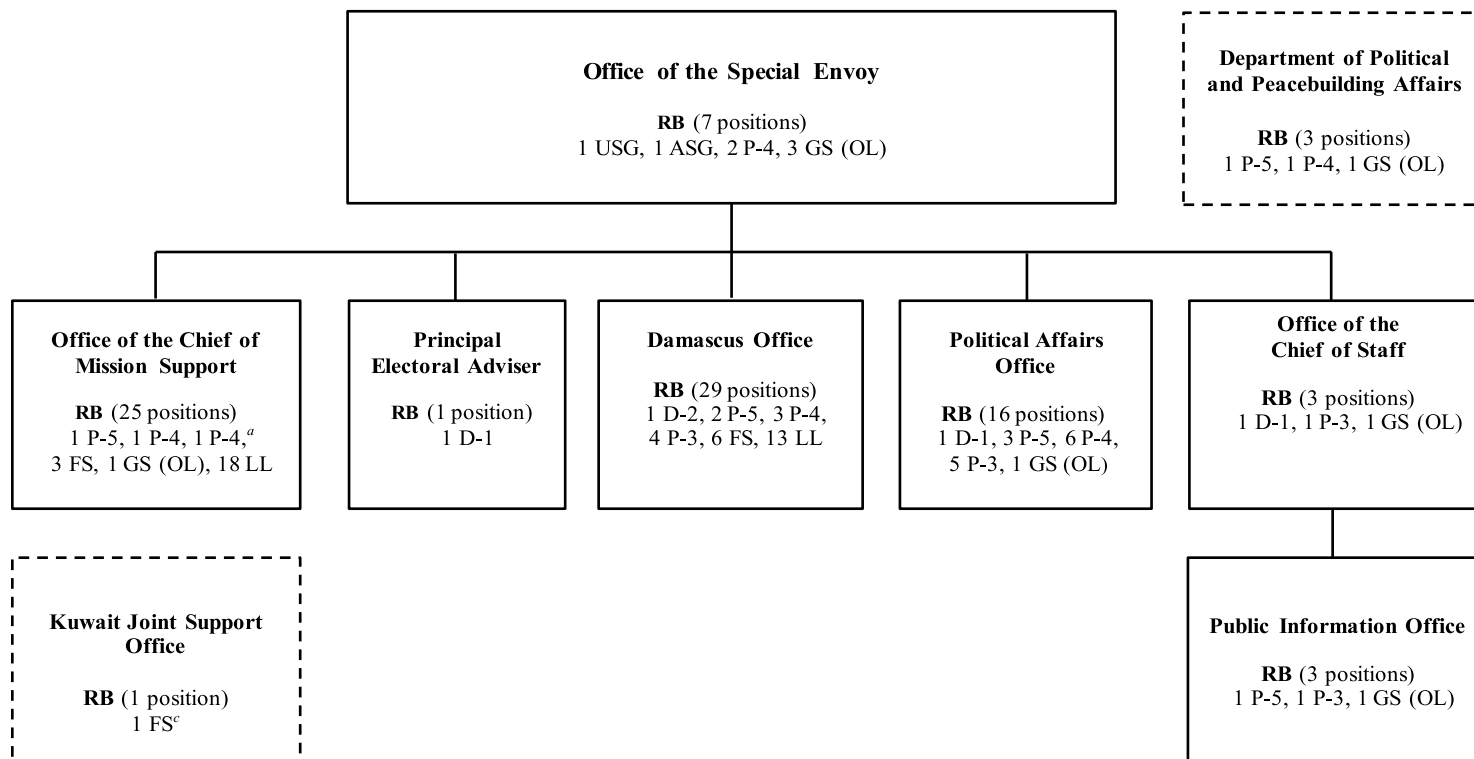 Office of the Special Envoy
RB (7 positions)
1 USG, 1 ASG, 2 P-4, 3 GS (OL)
Department of Political
and Peacebuilding Affairs
RB (3 positions)
1 P-5, 1 P-4, 1 GS (OL)
Office of the Chief of
Mission Support
RB (25 positions)
1 P-5, 1 P-4, 1 P-4,a
3 FS, 1 GS (OL), 18 LL
Principal
Electoral Adviser
RB (1 position)
1 D-1
Damascus Office
RB (29 positions)
1 D-2, 2 P-5, 3 P-4,
4 P-3, 6 FS, 13 LL
Political Affairs
Office
RB (16 positions)
1 D-1, 3 P-5, 6 P-4,
5 P-3, 1 GS (OL)
Office of the
Chief of Staff
RB (3 positions)
1 D-1, 1 P-3, 1 GS (OL)
Kuwait Joint Support
Office
RB (1 position)
1 FSc
Public Information Office
RB (3 positions)
1 P-5, 1 P-3, 1 GS (OL)